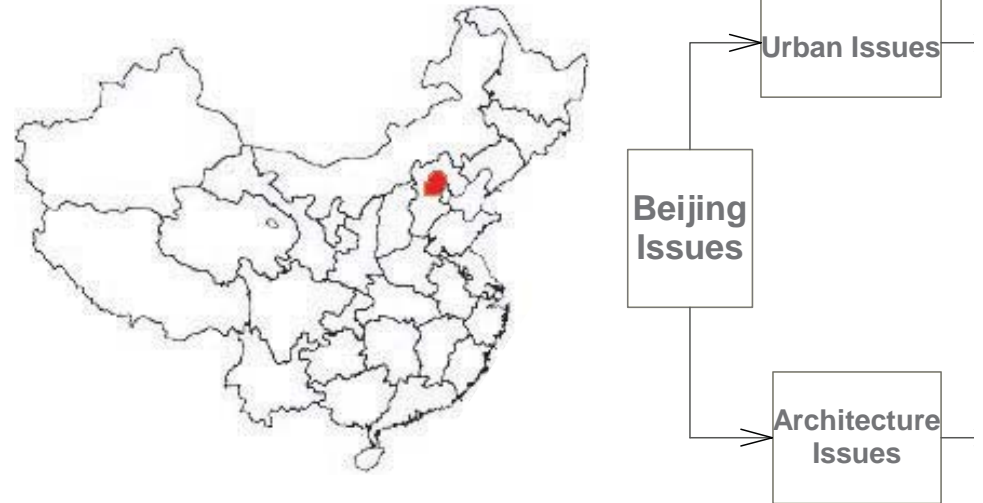 Urban Issues
Beijing
Issues
Architecture
Issues